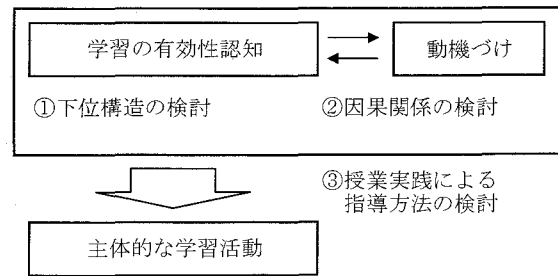 学習の有効性認知
動機づけ
①下位構造の検討
②因果関係の検討
③授業実践による
指導方法の検討
主体的な学習活動